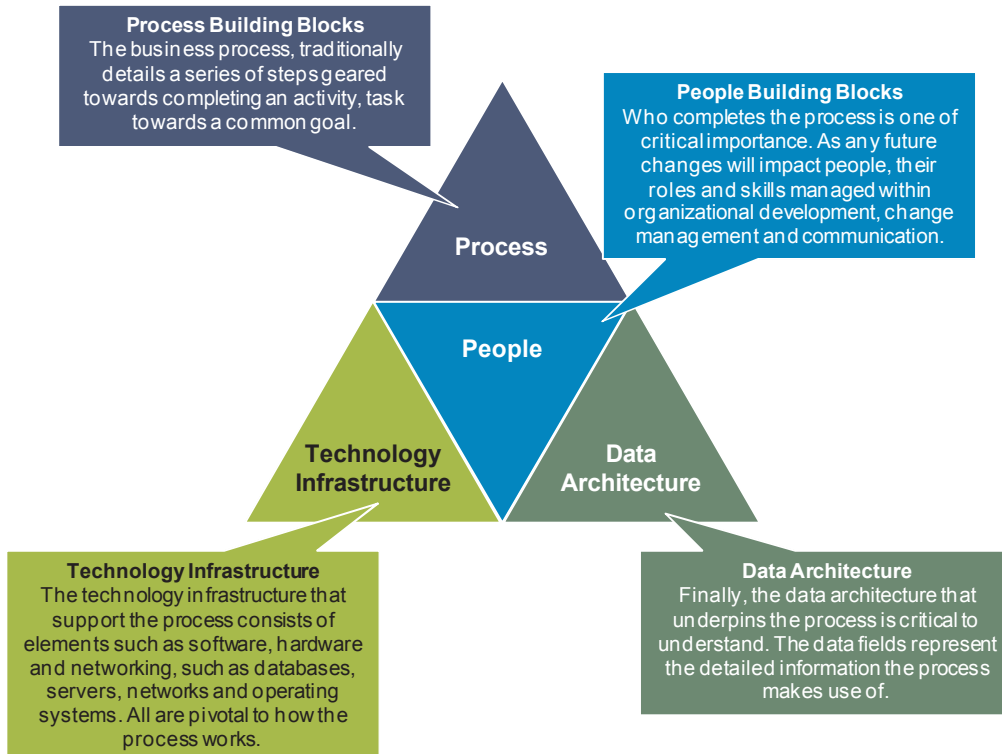 Process Building Blocks
The business process, traditionally
details a series of steps geared
towards completing an activity, task
towards a common goal.
People Building Blocks
Who completes the process is one of
critical importance. As any future
changes will impact people, their
roles and skills managed within
organizational development, change
management and communication.
Process
People
Technology
Infrastructure
Data
Architecture
Technology Infrastructure
The technology infrastructure that
support the process consists of
elements such as software, hardware
and networking, such as databases,
servers, networks and operating
systems. All are pivotal to how the
process works.
Data Architecture
Finally, the data architecture that
underpins the process is critical to
understand. The data fields represent
the detailed information the process
makes use of.